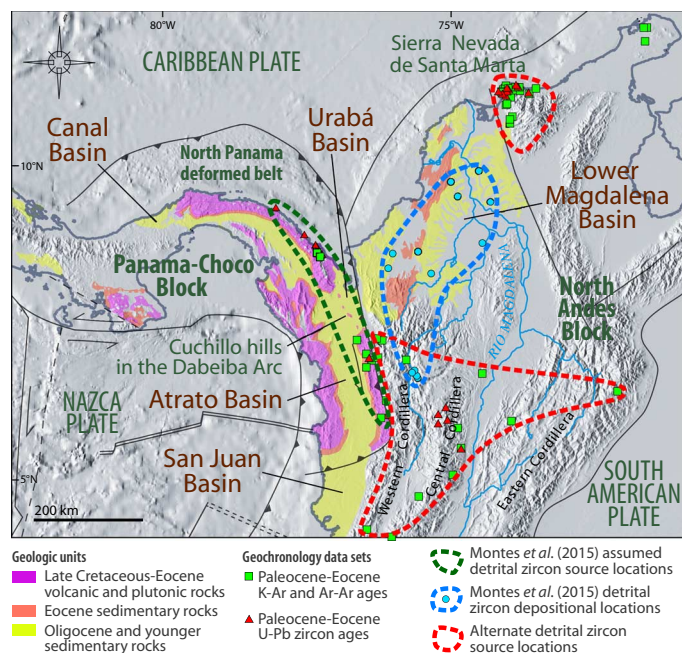 80°W
75°W
CARIBBEAN PLATE
Sierra Nevada
de Santa Marta
Urabá
Basin
Canal
Basin
10°N
North Panama
deformed belt
Lower
Magdalena
Basin
Panama-Choco
Block
North
Andes
Block
RIO MAGDALENA
Cuchillo hills
in the Dabeiba Arc
NAZCA
PLATE
Atrato Basin
Western Cordillera
Central Cordillera
Eastern Cordillera
San Juan
Basin
5°N
SOUTH
AMERICAN
PLATE
200 km
Geologic units
Late Cretaceous-Eocene
volcanic and plutonic rocks
Eocene sedimentary rocks
Oligocene and younger
sedimentary rocks
Geochronology data sets
Paleocene-Eocene
K-Ar and Ar-Ar ages
Paleocene-Eocene
U-Pb zircon ages
Montes et al. (2015) assumed
detrital zircon source locations
Montes et al. (2015) detrital
zircon depositional locations
Alternate detrital zircon
source locations